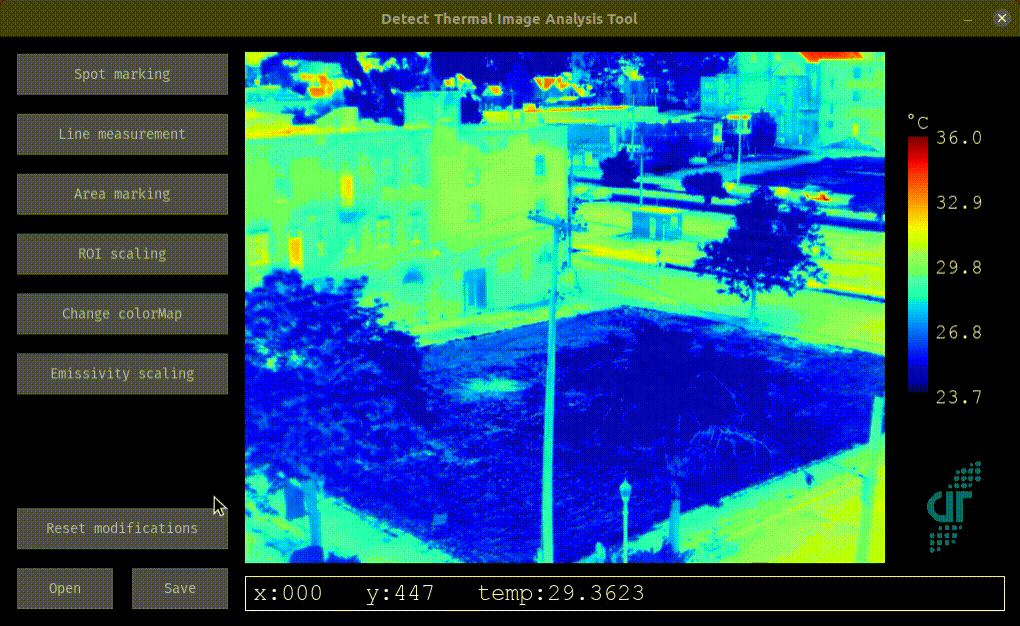 Detect Thermal Image Analysis Tool
Spot marking
Line measurement
Area marking
ROI scaling
Change colorMap
Emissivity scaling
Reset modifications
Open
Save
°C
36.0
32.9
29.8
26.8
23.7
dr
x:000 y:447 temp:29.3623